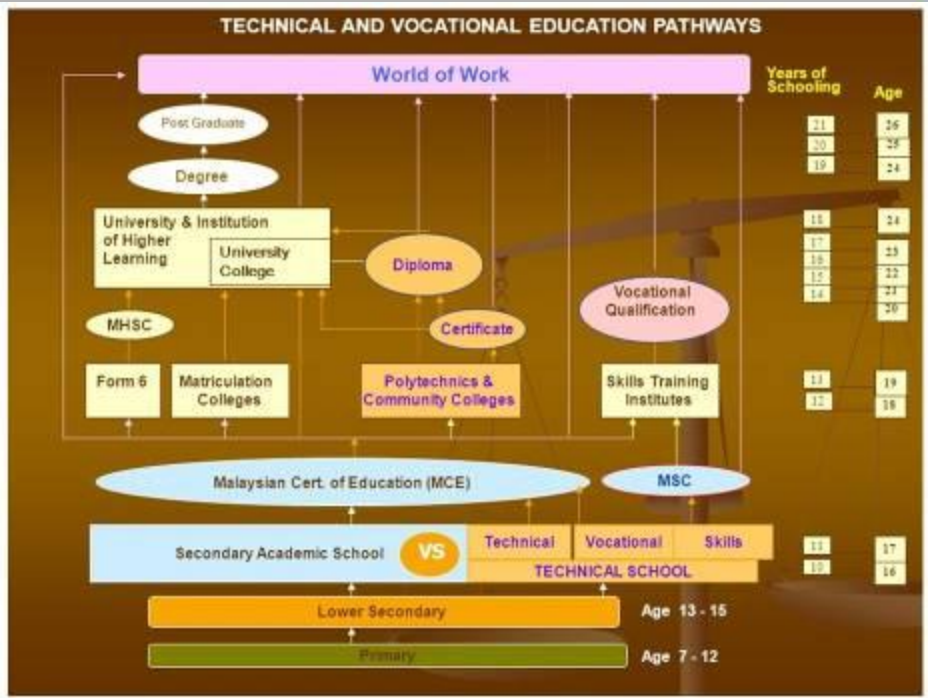 TECHNICAL AND VOCATIONAL EDUCATION PATHWAYS
World of Work
Years of
Schooling
Age
Post Graduate
21
26
20
25
19
24
Degree
University & Institution
of Higher
Learning
University
College
Diploma
18
24
17
23
16
22
15
21
14
20
Vocational
Qualification
MHSC
Certificate
Form 6
Matriculation
Colleges
Polytechnics &
Community Colleges
Skills Training
Institutes
13
19
12
18
Malaysian Cert. of Education (MCE)
MSC
Secondary Academic School
VS
Technical
Vocational
Skills
TECHNICAL SCHOOL
11
17
10
16
Lower Secondary
Age 13 - 15
Primary
Age 7 - 12